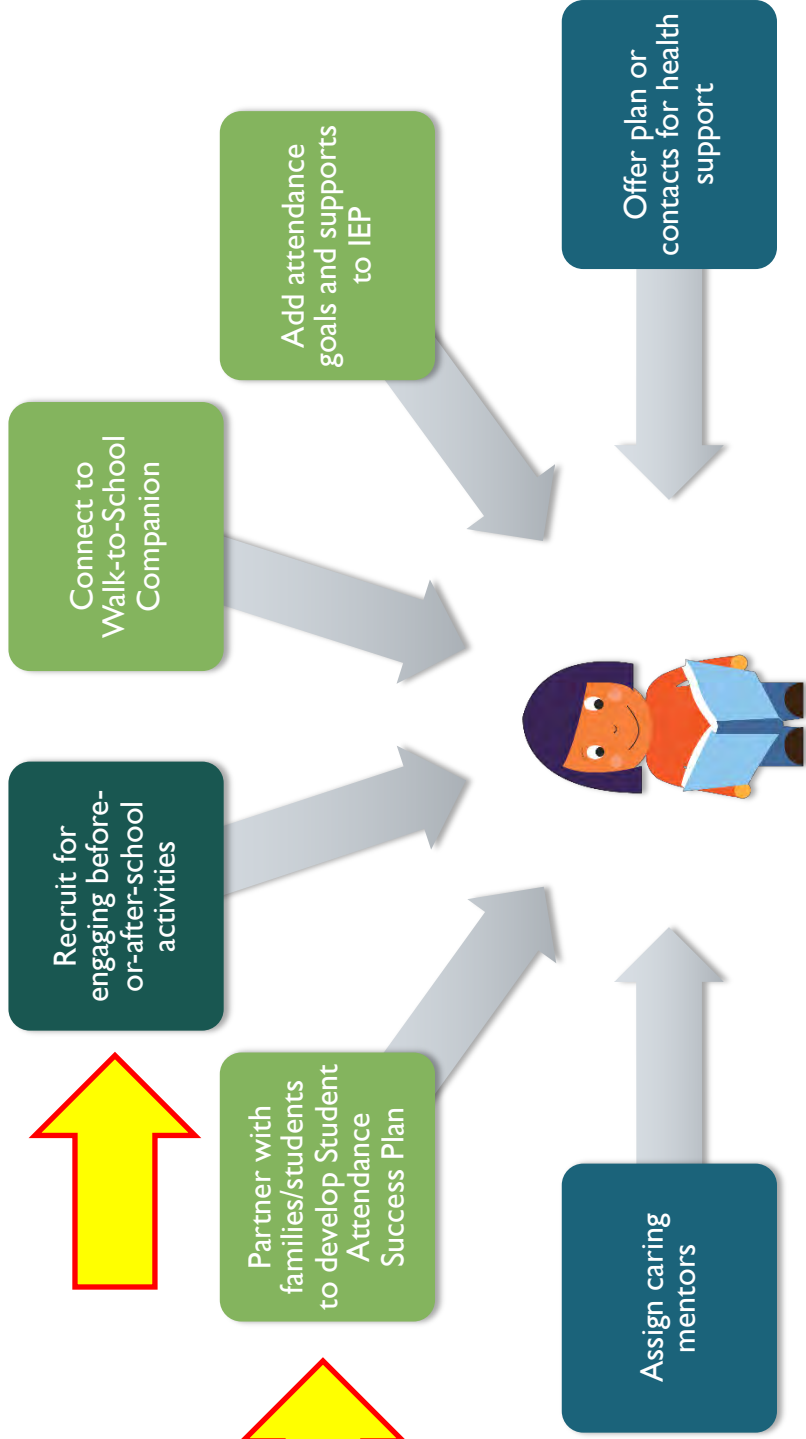 Assign caring
mentors
Partner with
families/students
to develop Student
Attendance
Success Plan
Recruit for
engaging before-
or-after-school
activities
Connect to
Walk-to-School
Companion
Add attendance
goals and supports
to IEP
Offer plan or
contacts for health
support